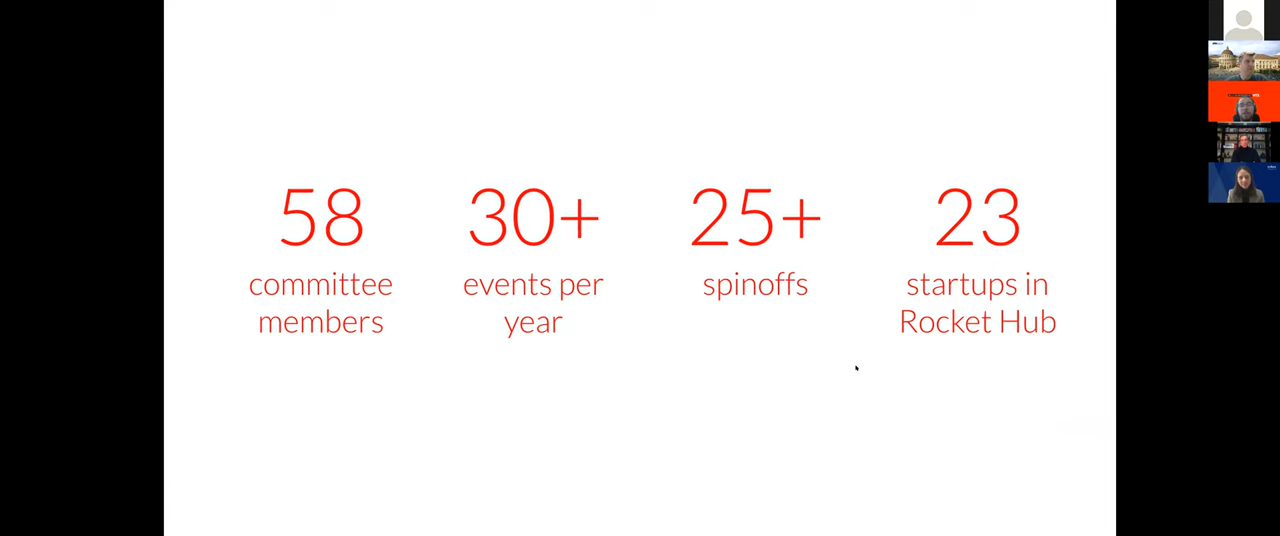 58
committee
members
30+
events per
year
25+
spinoffs
23
startups in
Rocket Hub